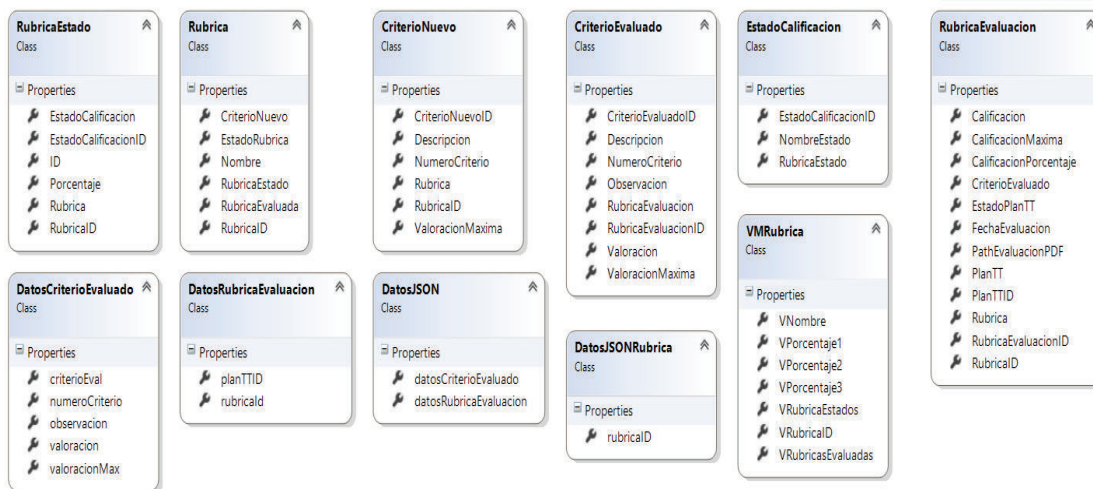 RubricaEstado
Class
Properties
EstadoCalificacion
EstadoCalificacionID
ID
Porcentaje
Rubrica
RubricaID
Rubrica
Class
Properties
CriterioNuevo
EstadoRubrica
Nombre
RubricaEstado
RubricaEvaluada
RubricaID
CriterioNuevo
Class
Properties
CriterioNuevoID
Descripcion
NumeroCriterio
Rubrica
RubricaID
ValoracionMaxima
CriterioEvaluado
Class
Properties
CriterioEvaluadoID
Descripcion
NumeroCriterio
Observacion
RubricaEvaluacion
RubricaEvaluacionID
Valoracion
ValoracionMaxima
EstadoCalificacion
Class
Properties
EstadoCalificacionID
NombreEstado
RubricaEstado
RubricaEvaluacion
Class
Properties
Calificacion
CalificacionMaxima
CalificacionPorcentaje
CriterioEvaluado
EstadoPlanTT
FechaEvaluacion
PathEvaluacionPDF
PlanTT
PlanTTID
Rubrica
RubricaEvaluacionID
RubricaID
DatosCriterioEvaluado
Class
Properties
criterioEval
numeroCriterio
observacion
valoracion
valoracionMax
DatosRubricaEvaluacion
Class
Properties
planTTID
rubricaId
DatosJSON
Class
Properties
datosCriterioEvaluado
datosRubricaEvaluacion
DatosJSONRubrica
Class
Properties
rubricaID
VMRubrica
Class
Properties
VNombre
VPorcentaje1
VPorcentaje2
VPorcentaje3
VRubricaEstados
VRubricaID
VRubricasEvaluadas